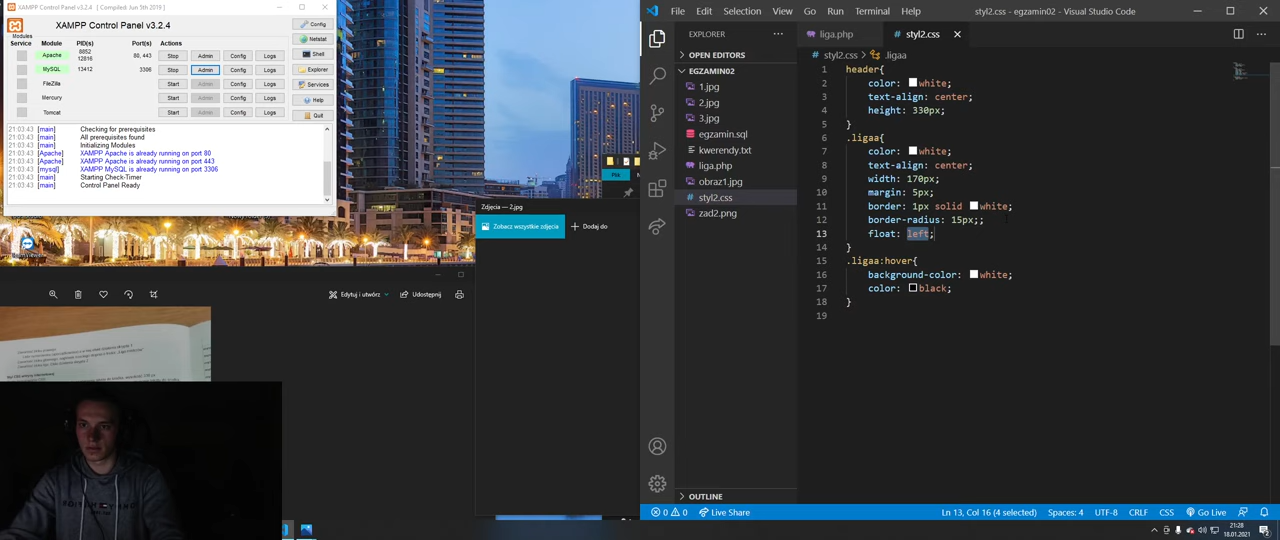 XAMPP Control Panel v3.2.4 [ Compiled: Jun 5th 2019 ]
XAMPP Control Panel v3.2.4
Config
Modules
Service Module PID(s) Port(s) Actions
Netstat
Apache 8852 12816 80, 443 Stop Admin Config Logs
Shell
MySQL 13412 3306 Stop Admin Config Logs
Explorer
FileZilla Start Admin Config Logs
Services
Mercury Start Admin Config Logs
Help
Tomcat Start Admin Config Logs
Quit
21:03:43 [main] Checking for prerequisites
21:03:43 [main] All prerequisites found
21:03:43 [main] Initializing Modules
21:03:43 [Apache] XAMPP Apache is already running on port 80
21:03:43 [Apache] XAMPP Apache is already running on port 443
21:03:43 [mysql] XAMPP MySQL is already running on port 3306
21:03:43 [main] Starting Check-Timer
21:03:43 [main] Control Panel Ready
Plik
Zdjęcia — 2.jpg
Zobacz wszystkie zdjęcia
Dodaj do
Edytuj i utwórz
Udostępnij
File Edit Selection View Go Run Terminal Help
styl2.css - egzamin02 - Visual Studio Code
EXPLORER
OPEN EDITORS
EGZAMIN02
1.jpg
2.jpg
3.jpg
egzamin.sql
kwerendy.txt
liga.php
obraz1.jpg
styl2.css
zad2.png
OUTLINE
liga.php
styl2.css
styl2.css > .ligaa
1 header{
2 color: white;
3 text-align: center;
4 height: 330px;
5 }
6 .ligaa{
7 color: white;
8 text-align: center;
9 width: 170px;
10 margin: 5px;
11 border: 1px solid white;
12 border-radius: 15px;;
13 float: left;
14 }
15 .ligaa:hover{
16 background-color: white;
17 color: black;
18 }
19
0 0 Live Share Ln 13, Col 16 (4 selected) Spaces: 4 UTF-8 CRLF CSS Go Live
21:28
18.01.2021
2